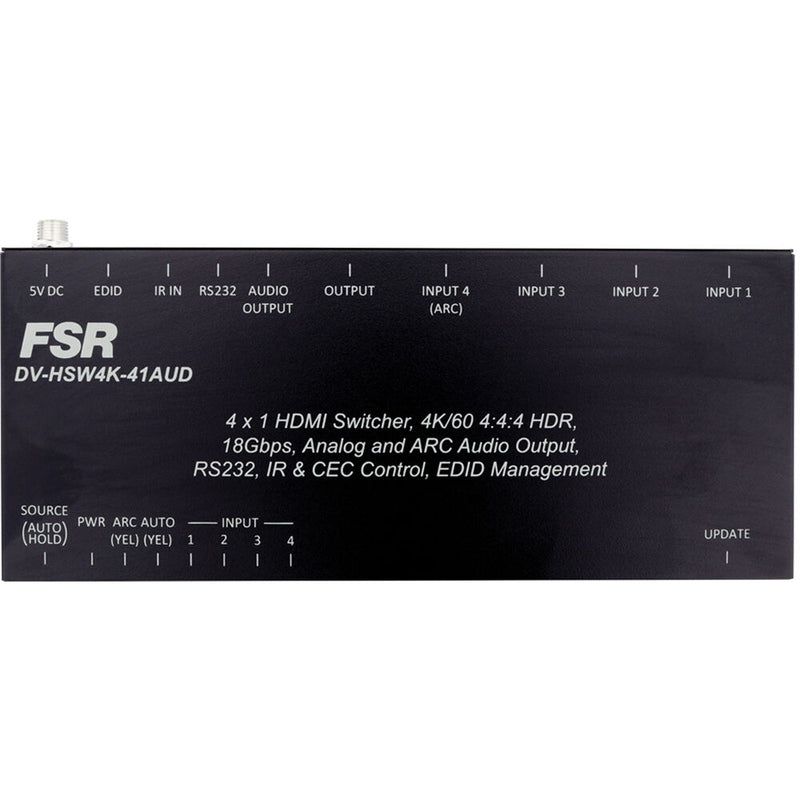 5V DC EDID IR IN RS232 AUDIO OUTPUT OUTPUT INPUT 4 (ARC) INPUT 3 INPUT 2 INPUT 1
FSR
DV-HSW4K-41AUD
4 x 1 HDMI Switcher, 4K/60 4:4:4 HDR,
18Gbps, Analog and ARC Audio Output,
RS232, IR & CEC Control, EDID Management
SOURCE
(AUTO HOLD) PWR ARC (YEL) AUTO (YEL) INPUT
1 2 3 4
UPDATE